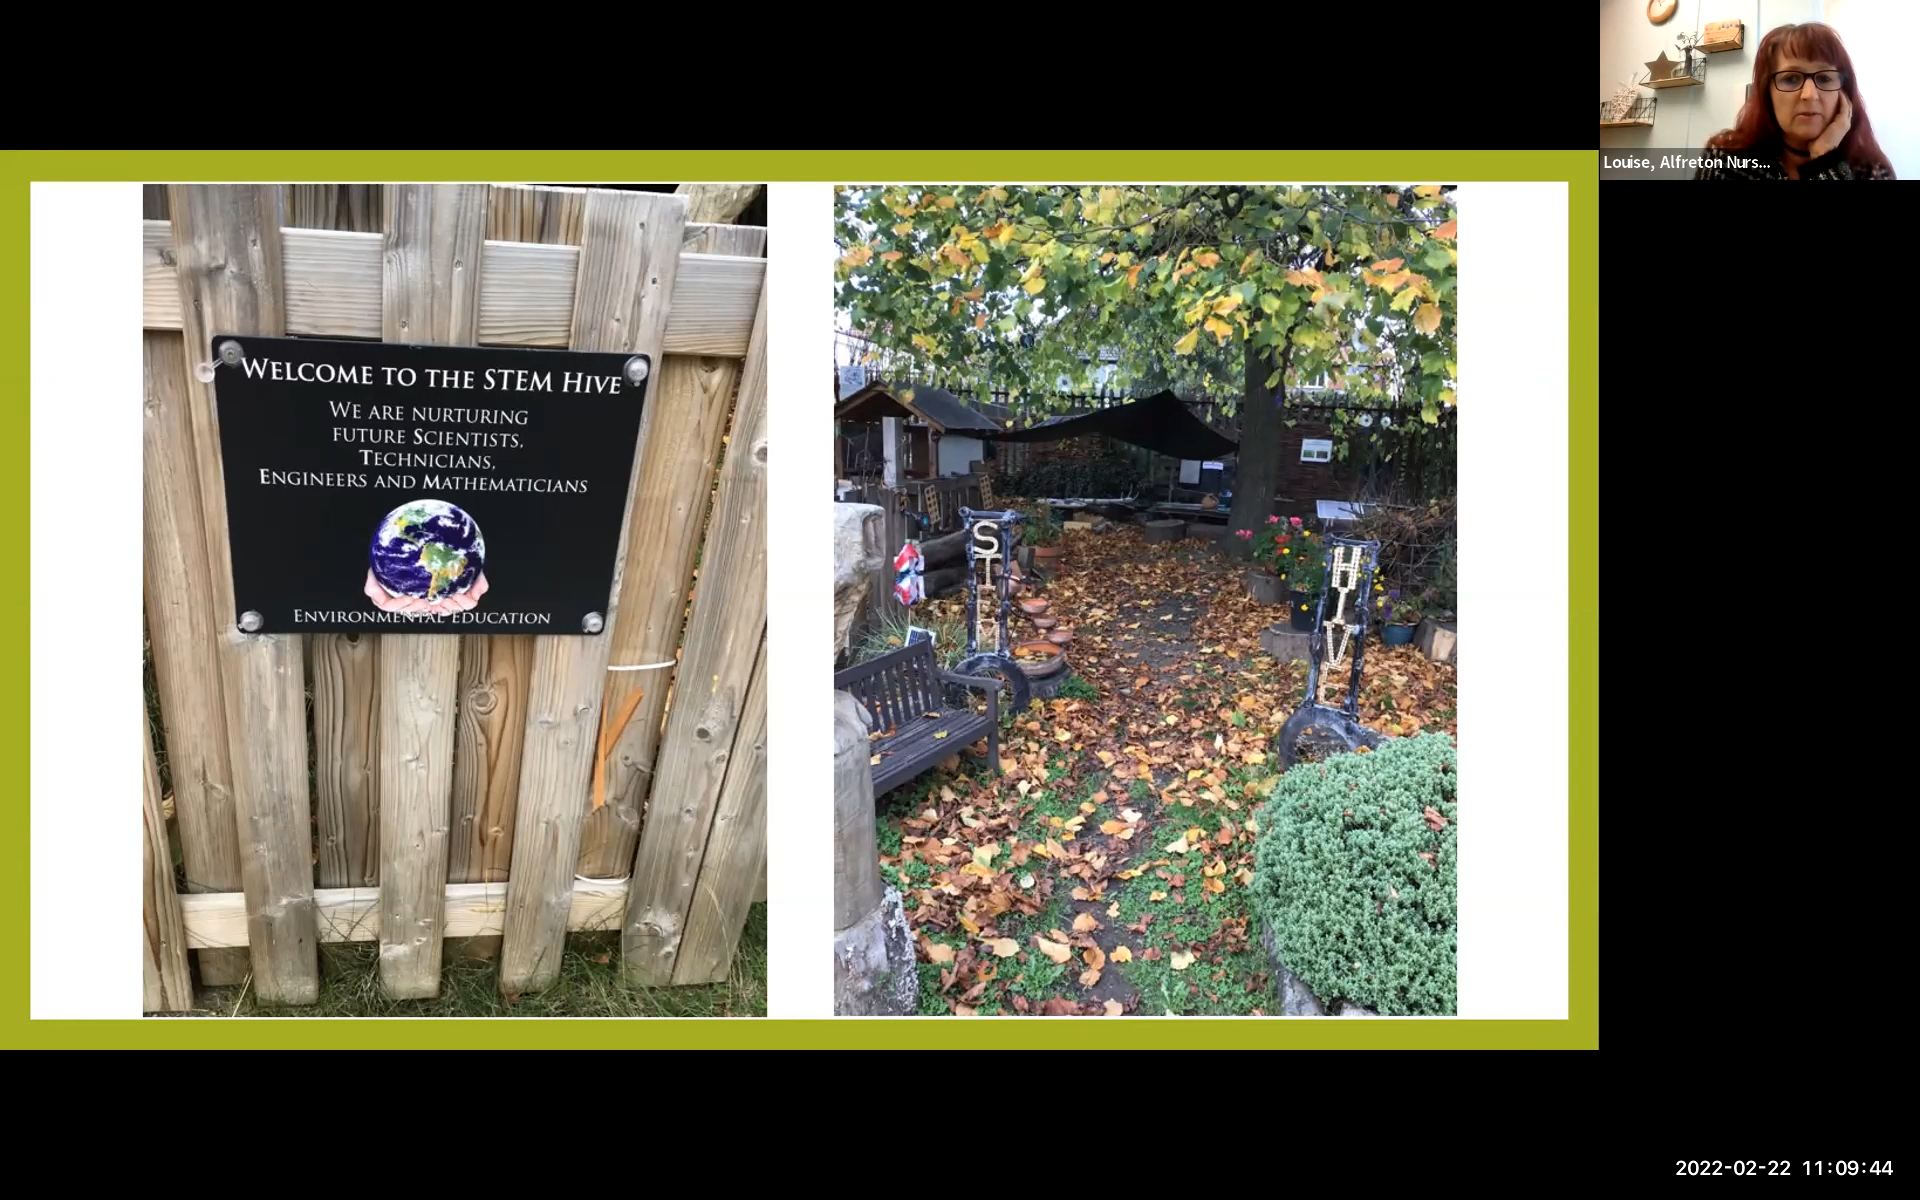 WELCOME TO THE STEM HIVE
WE ARE NURTURING
FUTURE SCIENTISTS,
TECHNICIANS,
ENGINEERS AND MATHEMATICIANS
ENVIRONMENTAL EDUCATION
STEM
HIVE
Louise, Alfreton Nurs...
2022-02-22 11:09:44